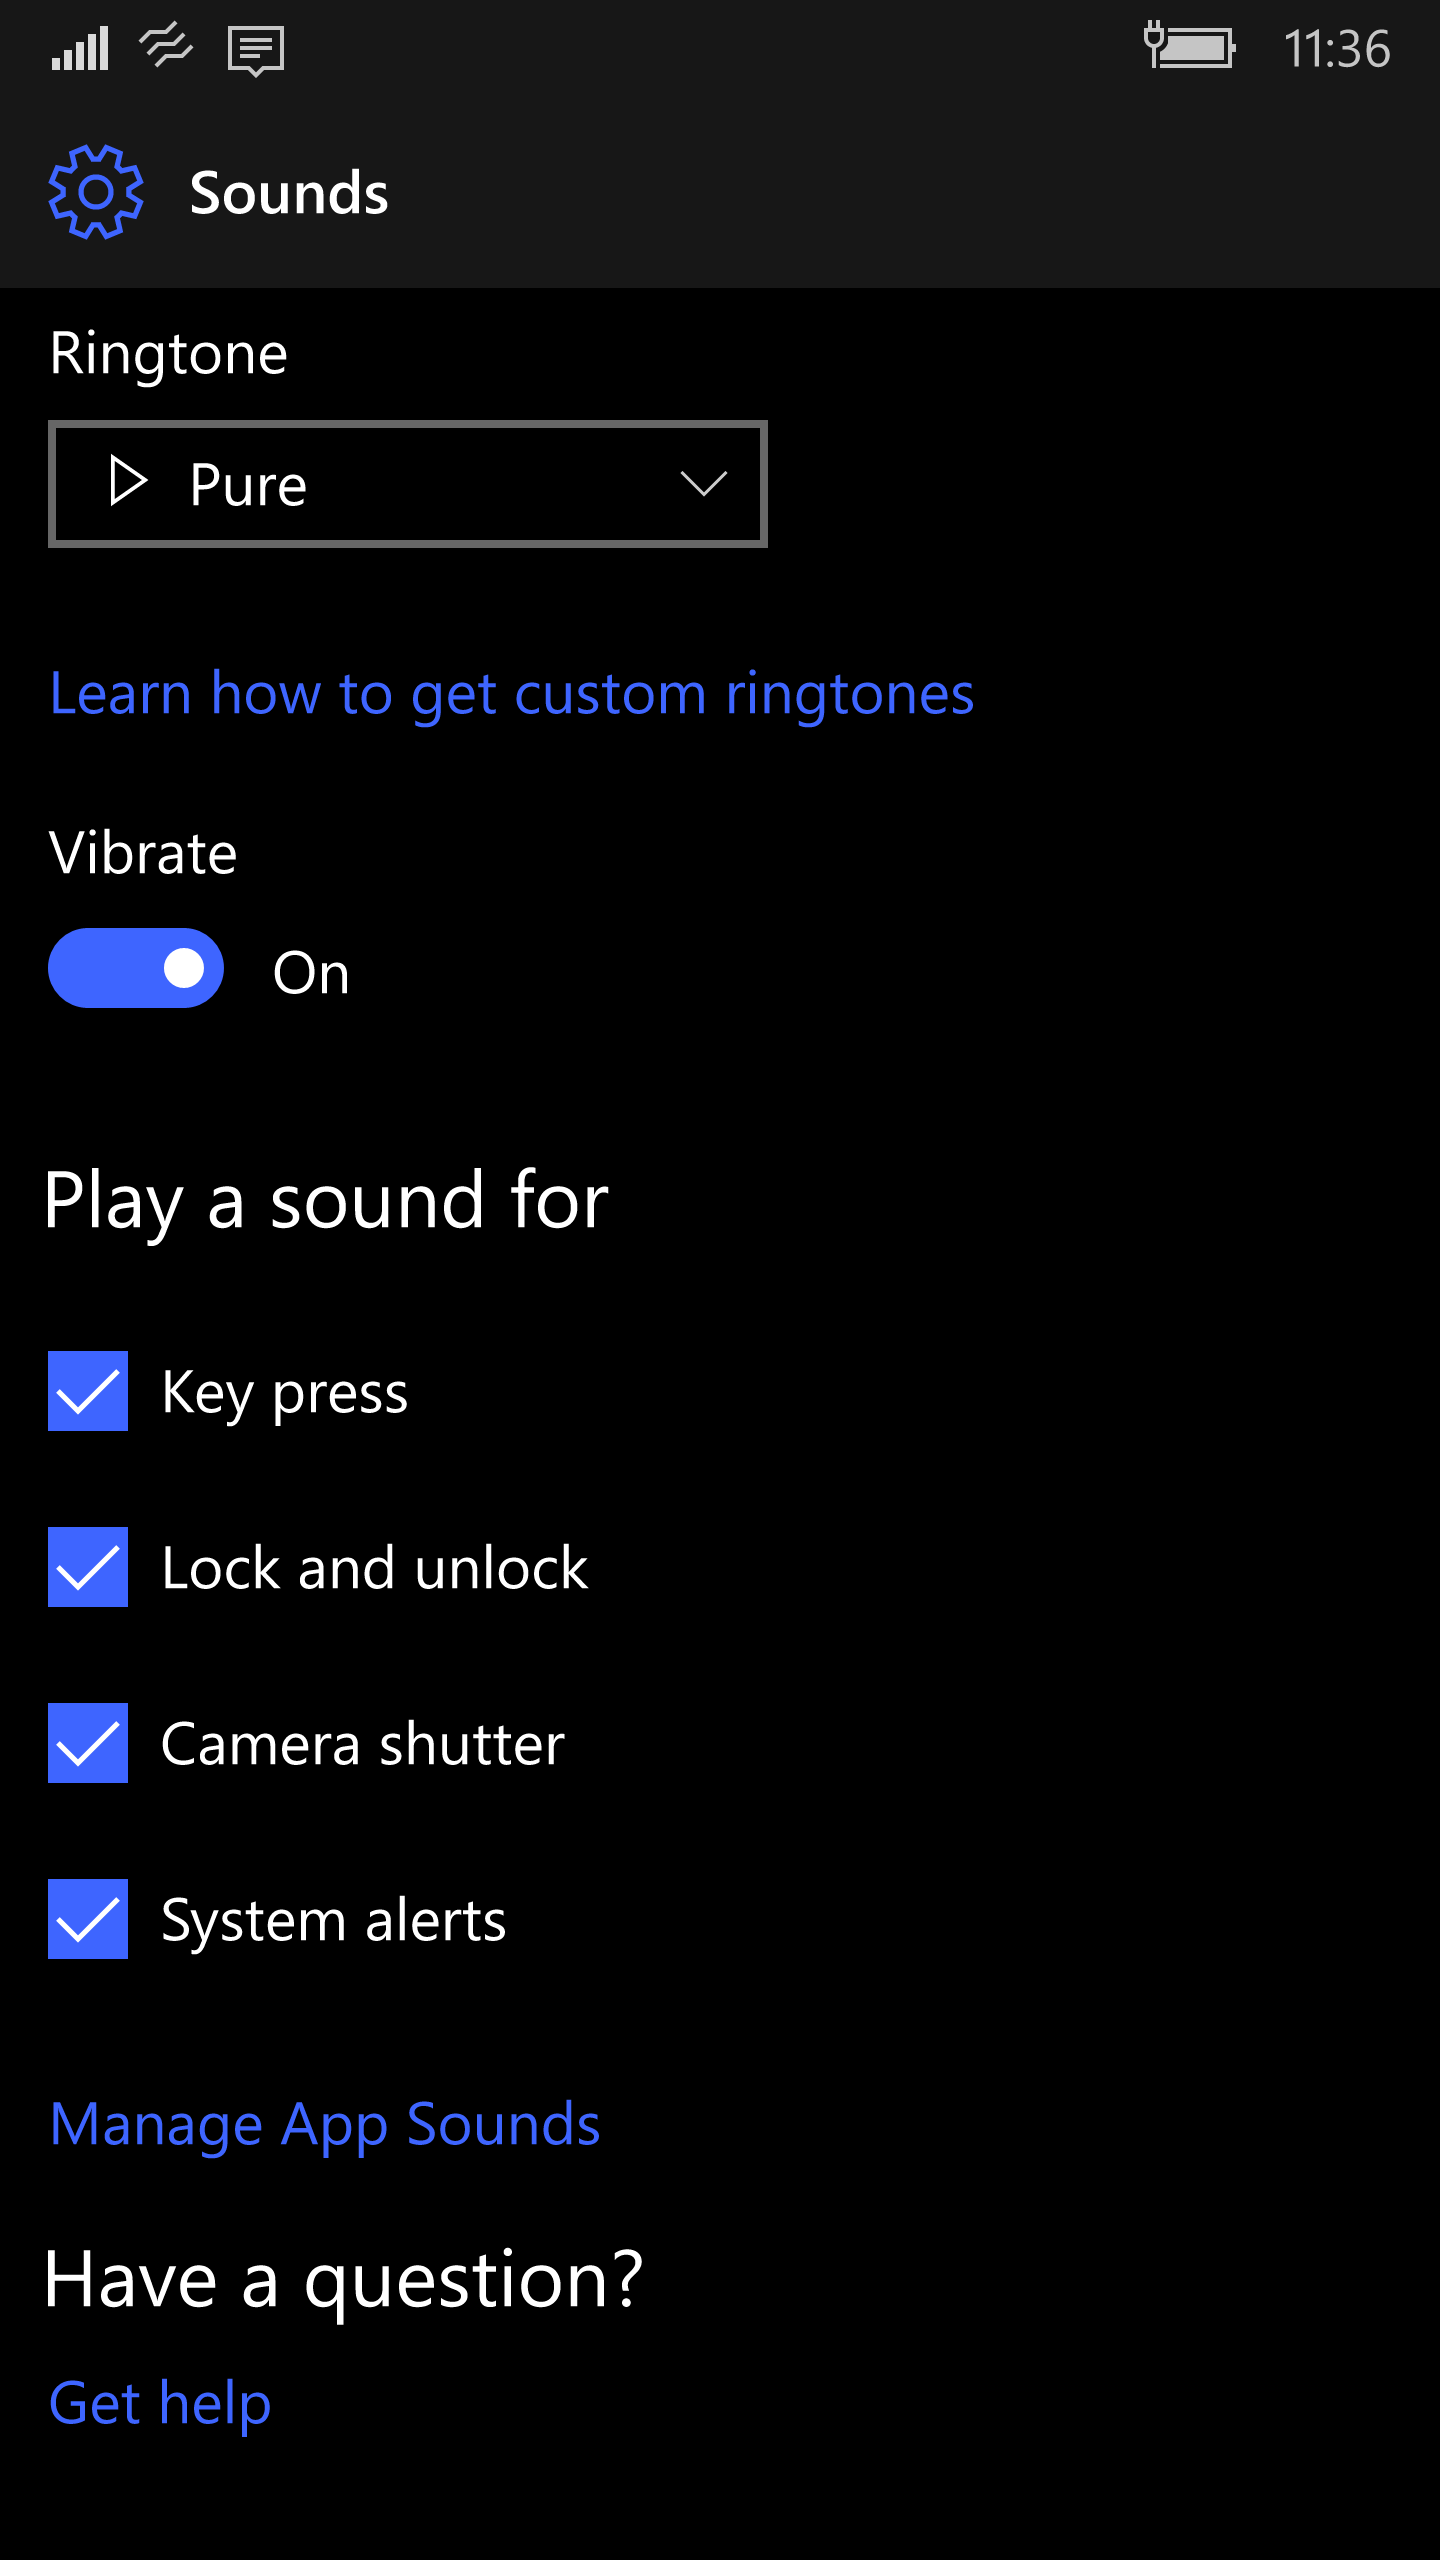 11:36
Sounds
Ringtone
Pure
Learn how to get custom ringtones
Vibrate
On
Play a sound for
Key press
Lock and unlock
Camera shutter
System alerts
Manage App Sounds
Have a question?
Get help